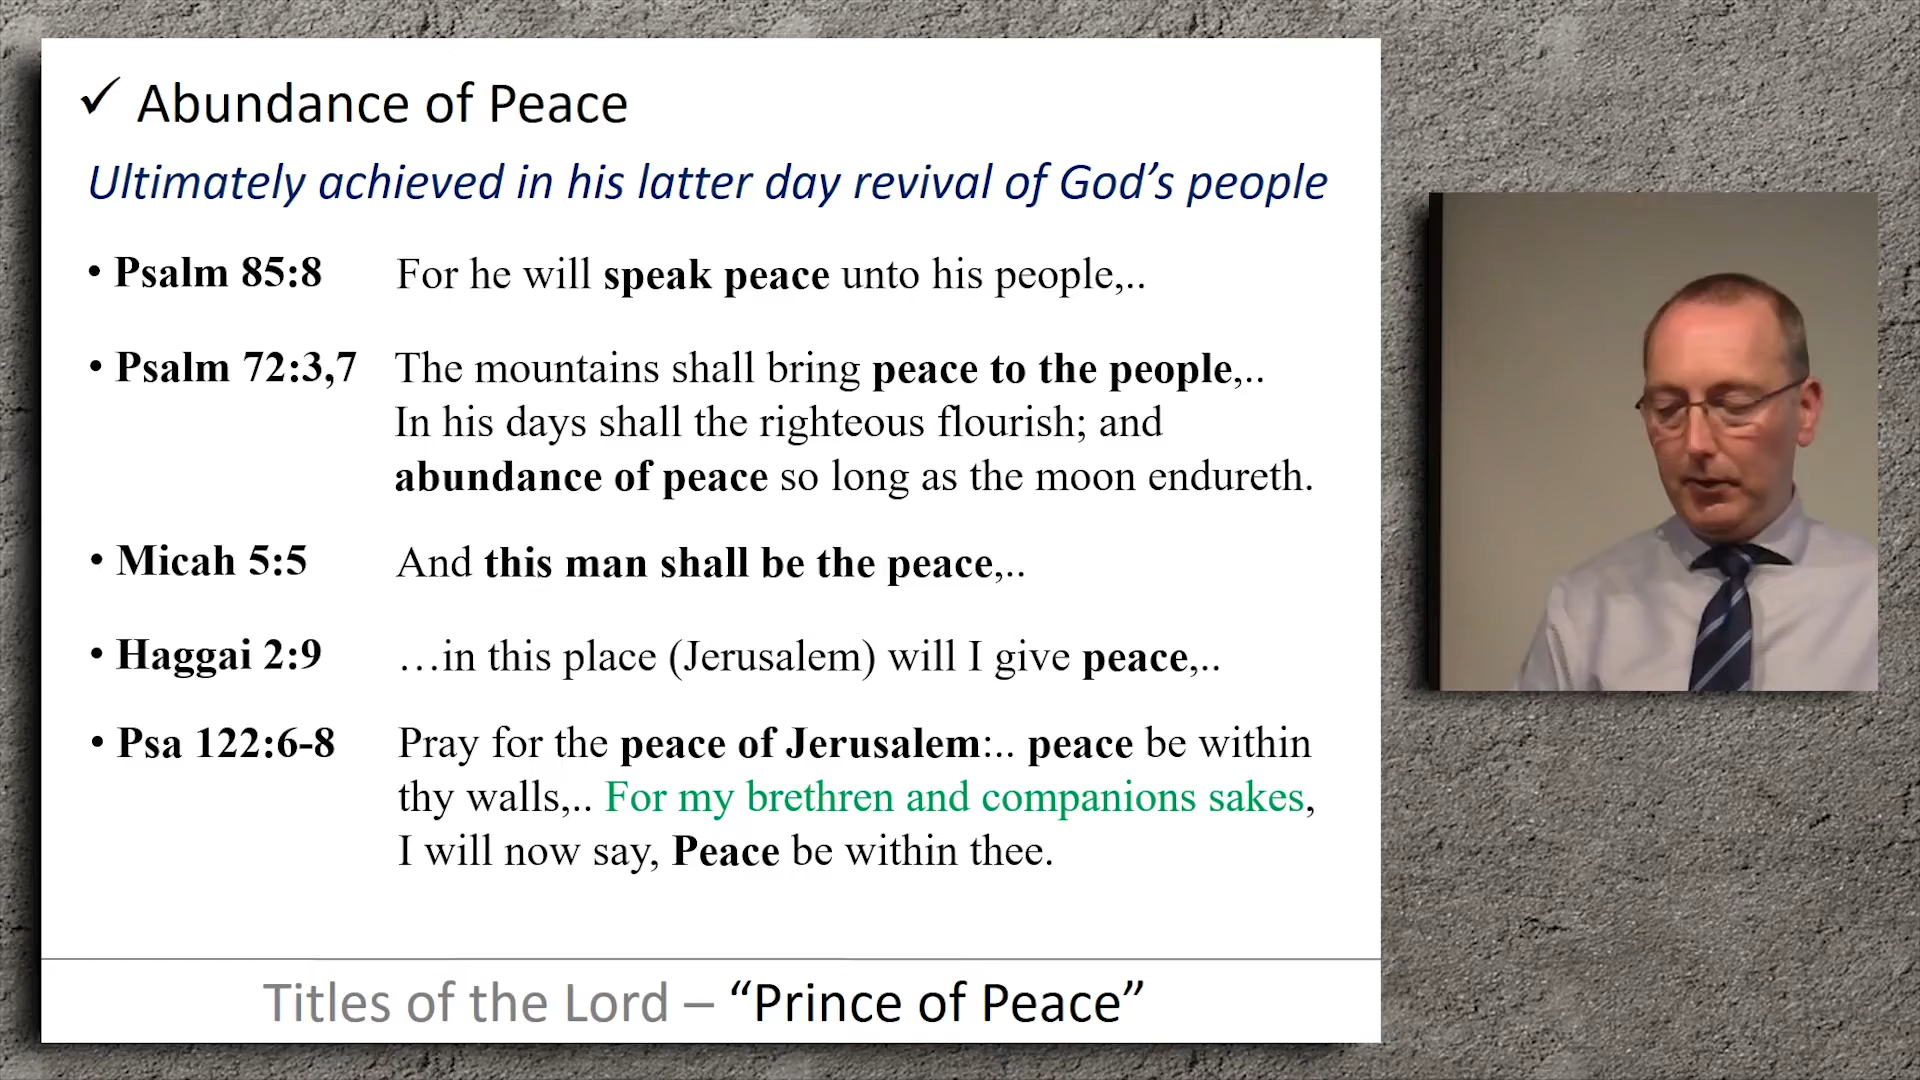 ✓ Abundance of Peace
Ultimately achieved in his latter day revival of God's people
• Psalm 85:8 For he will speak peace unto his people,..
• Psalm 72:3,7 The mountains shall bring peace to the people,..
In his days shall the righteous flourish; and
abundance of peace so long as the moon endureth.
• Micah 5:5 And this man shall be the peace,..
• Haggai 2:9 …in this place (Jerusalem) will I give peace,..
• Psa 122:6-8 Pray for the peace of Jerusalem:.. peace be within
thy walls,.. For my brethren and companions sakes,
I will now say, Peace be within thee.
Titles of the Lord – “Prince of Peace”